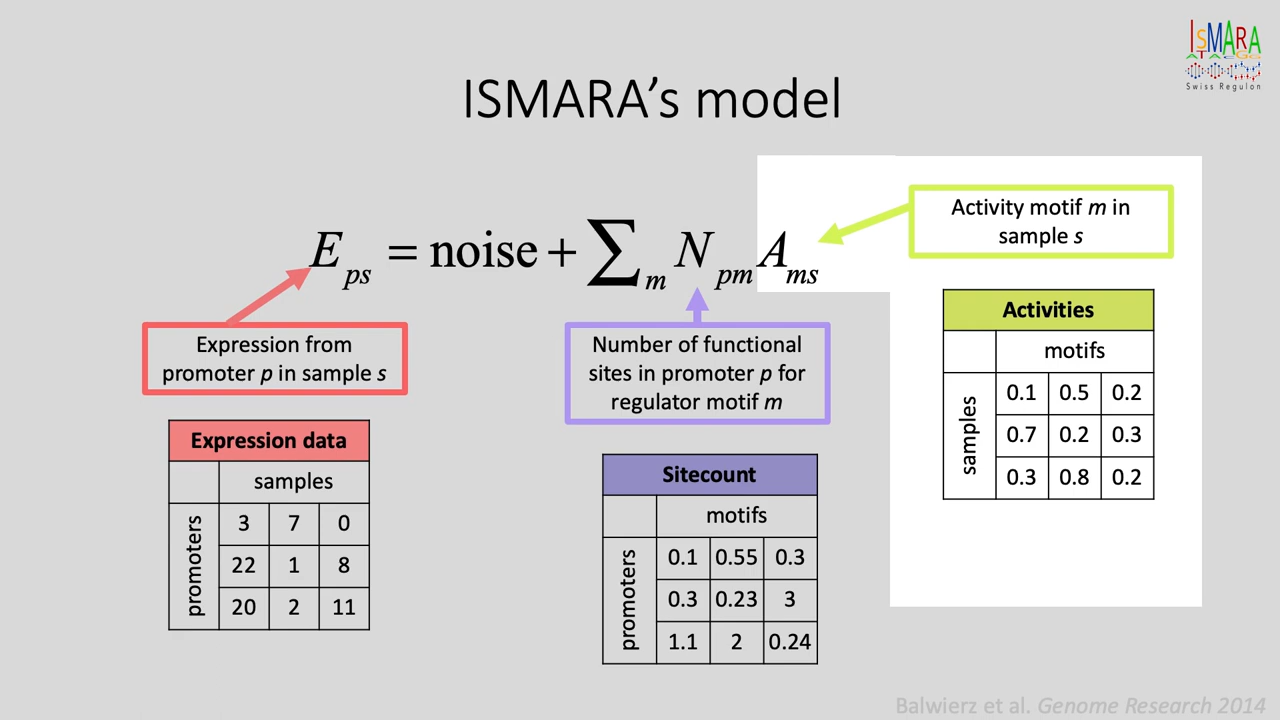 ISMARA
ATACGG
Swiss Regulon
ISMARA's model
E_ps = noise + ∑_m N_pm A_ms
Activity motif m in
sample s
Expression from
promoter p in sample s
Number of functional
sites in promoter p for
regulator motif m
Expression data
samples
promoters
3 7 0
22 1 8
20 2 11
Sitecount
motifs
promoters
0.1 0.55 0.3
0.3 0.23 3
1.1 2 0.24
Activities
motifs
samples
0.1 0.5 0.2
0.7 0.2 0.3
0.3 0.8 0.2
Balwierz et al. Genome Research 2014